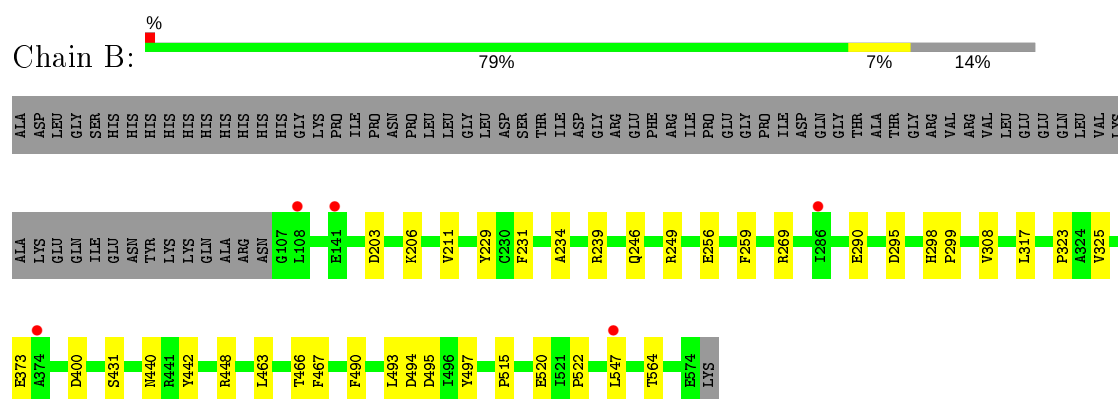 %
Chain B:
79% 7% 14%
ALA ASP LEU GLY SER HIS HIS HIS HIS HIS HIS HIS HIS HIS HIS GLY LYS PRO ILE PRO ASN PRO LEU LEU GLY LEU ASP SER THR ILE ASP GLY ARG GLU PHE ARG ILE PRO GLU GLY PRO ILE ASP GLN GLY THR ALA THR GLY ARG VAL ARG VAL LEU GLU GLU GLN LEU VAL LYS
ALA LYS GLU GLN ILE GLU ASN TYR LYS LYS GLN ALA ARG ASN G107 L108 E141 D203 K206 V211 Y229 C230 F231 A234 R239 Q246 R249 E256 F259 R269 I286 E290 D295 H298 P299 V308 L317 P323 A324 V325
E373 A374 D400 S431 N440 R441 Y442 R448 L463 T466 F467 F490 L493 D494 D495 I496 Y497 P515 E520 I521 P522 L547 T564 E574 LYS